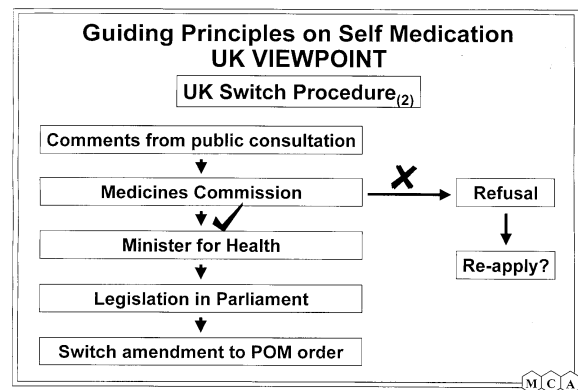 Guiding Principles on Self Medication
UK VIEWPOINT
UK Switch Procedure(2)
Comments from public consultation
Medicines Commission
Refusal
Minister for Health
Re-apply?
Legislation in Parliament
Switch amendment to POM order
M C A